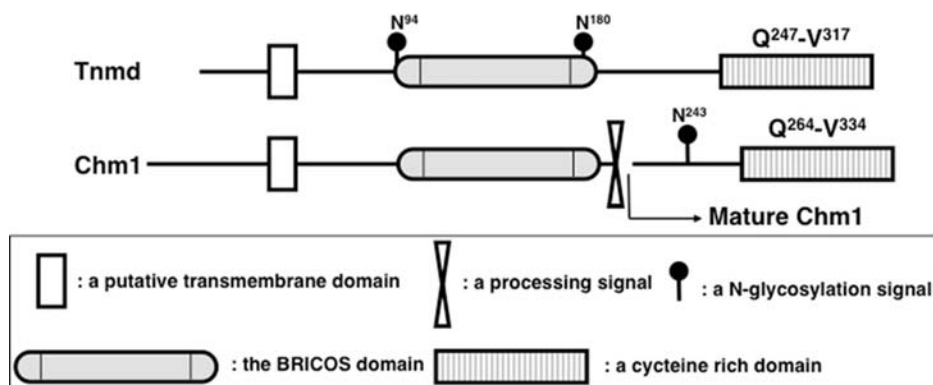 N94 N180
Tnmd Q247-V317
N243 Q264-V334
Chm1
Mature Chm1
: a putative transmembrane domain : a processing signal : a N-glycosylation signal
: the BRICOS domain : a cycteine rich domain